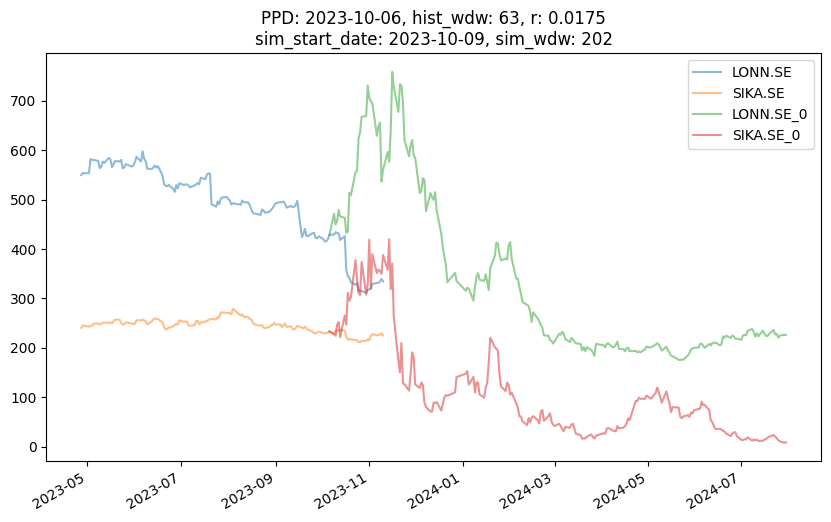 PPD: 2023-10-06, hist_wdw: 63, r: 0.0175
sim_start_date: 2023-10-09, sim_wdw: 202
LONN.SE
SIKA.SE
LONN.SE_0
SIKA.SE_0
700
600
500
400
300
200
100
0
2023-05
2023-07
2023-09
2023-11
2024-01
2024-03
2024-05
2024-07